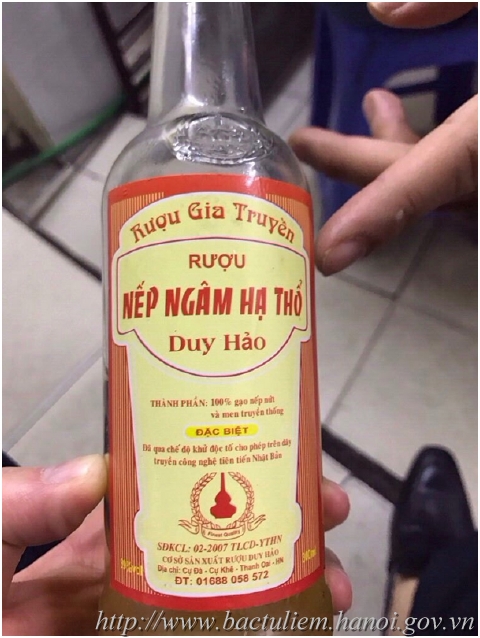 Rượu Gia Truyền
RƯỢU
NẾP NGÂM HẠ THỔ
Duy Hảo
THÀNH PHẦN: 100% gạo nếp nứt
và men truyền thống
ĐẶC BIỆT
Đã qua chế độ khử độc tố cho phép trên dây
truyền công nghệ tiên tiến Nhật Bản
Finest Quality
SĐKCL: 02-2007 TLCD-YTHN
CƠ SỞ SẢN XUẤT RƯỢU DUY HẢO
Địa chỉ: Cự Đà - Cự Khê - Thanh Oai - HN
ĐT: 01688 058 572
http://www.bactuliem.hanoi.gov.vn